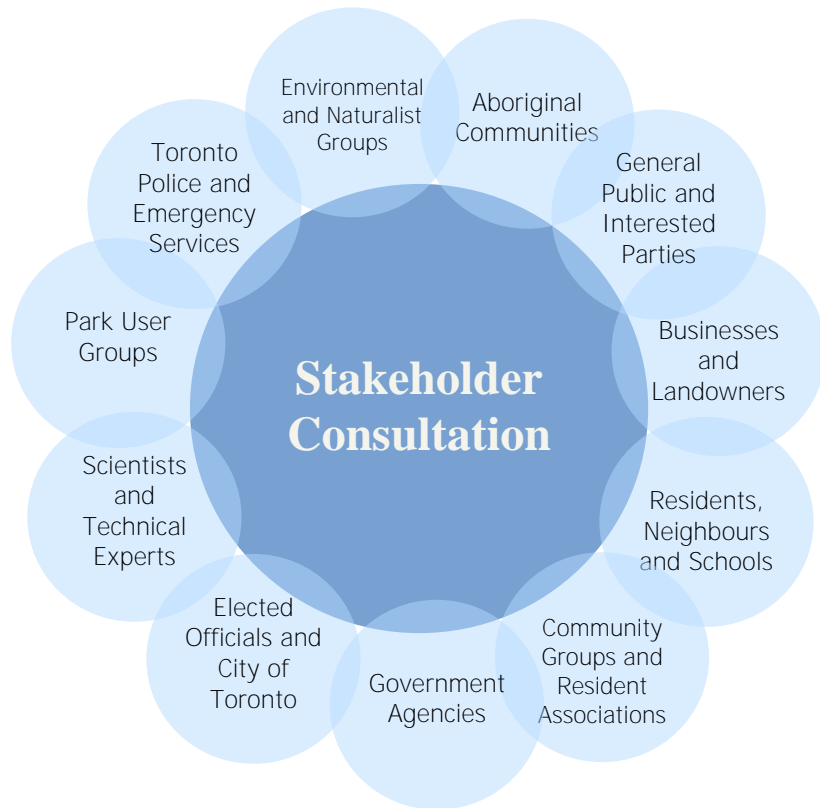 Environmental
and Naturalist
Groups
Aboriginal
Communities
General
Public and
Interested
Parties
Businesses
and
Landowners
Residents,
Neighbours
and Schools
Community
Groups and
Resident
Associations
Government
Agencies
Elected
Officials and
City of
Toronto
Scientists
and
Technical
Experts
Park User
Groups
Toronto
Police and
Emergency
Services
Stakeholder
Consultation